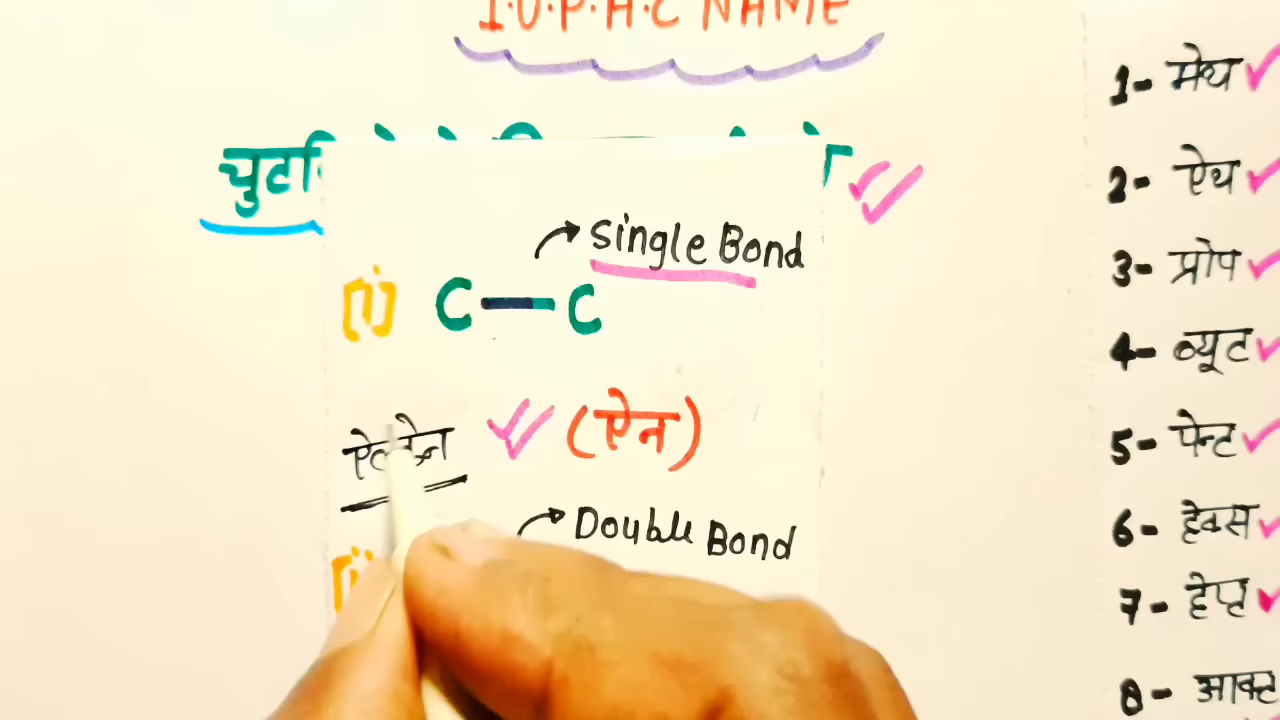 I.U.P.A.C NAME
(i) C — C
Single Bond
(ऐन)
Double Bond
1- मेथ
2- ऐथ
3- प्रोप
4- ब्यूट
5- पेन्ट
6- हेक्स
7- हेप्ट
8- आक्ट